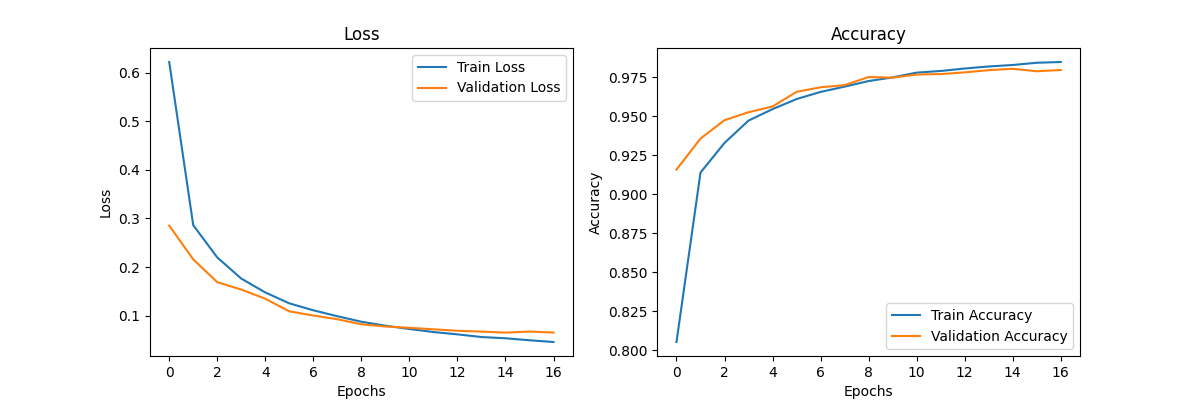 Loss
Train Loss
Validation Loss
0.6
0.5
0.4
0.3
0.2
0.1
Loss
0 2 4 6 8 10 12 14 16
Epochs
Accuracy
0.975
0.950
0.925
0.900
0.875
0.850
0.825
0.800
Accuracy
Train Accuracy
Validation Accuracy
0 2 4 6 8 10 12 14 16
Epochs